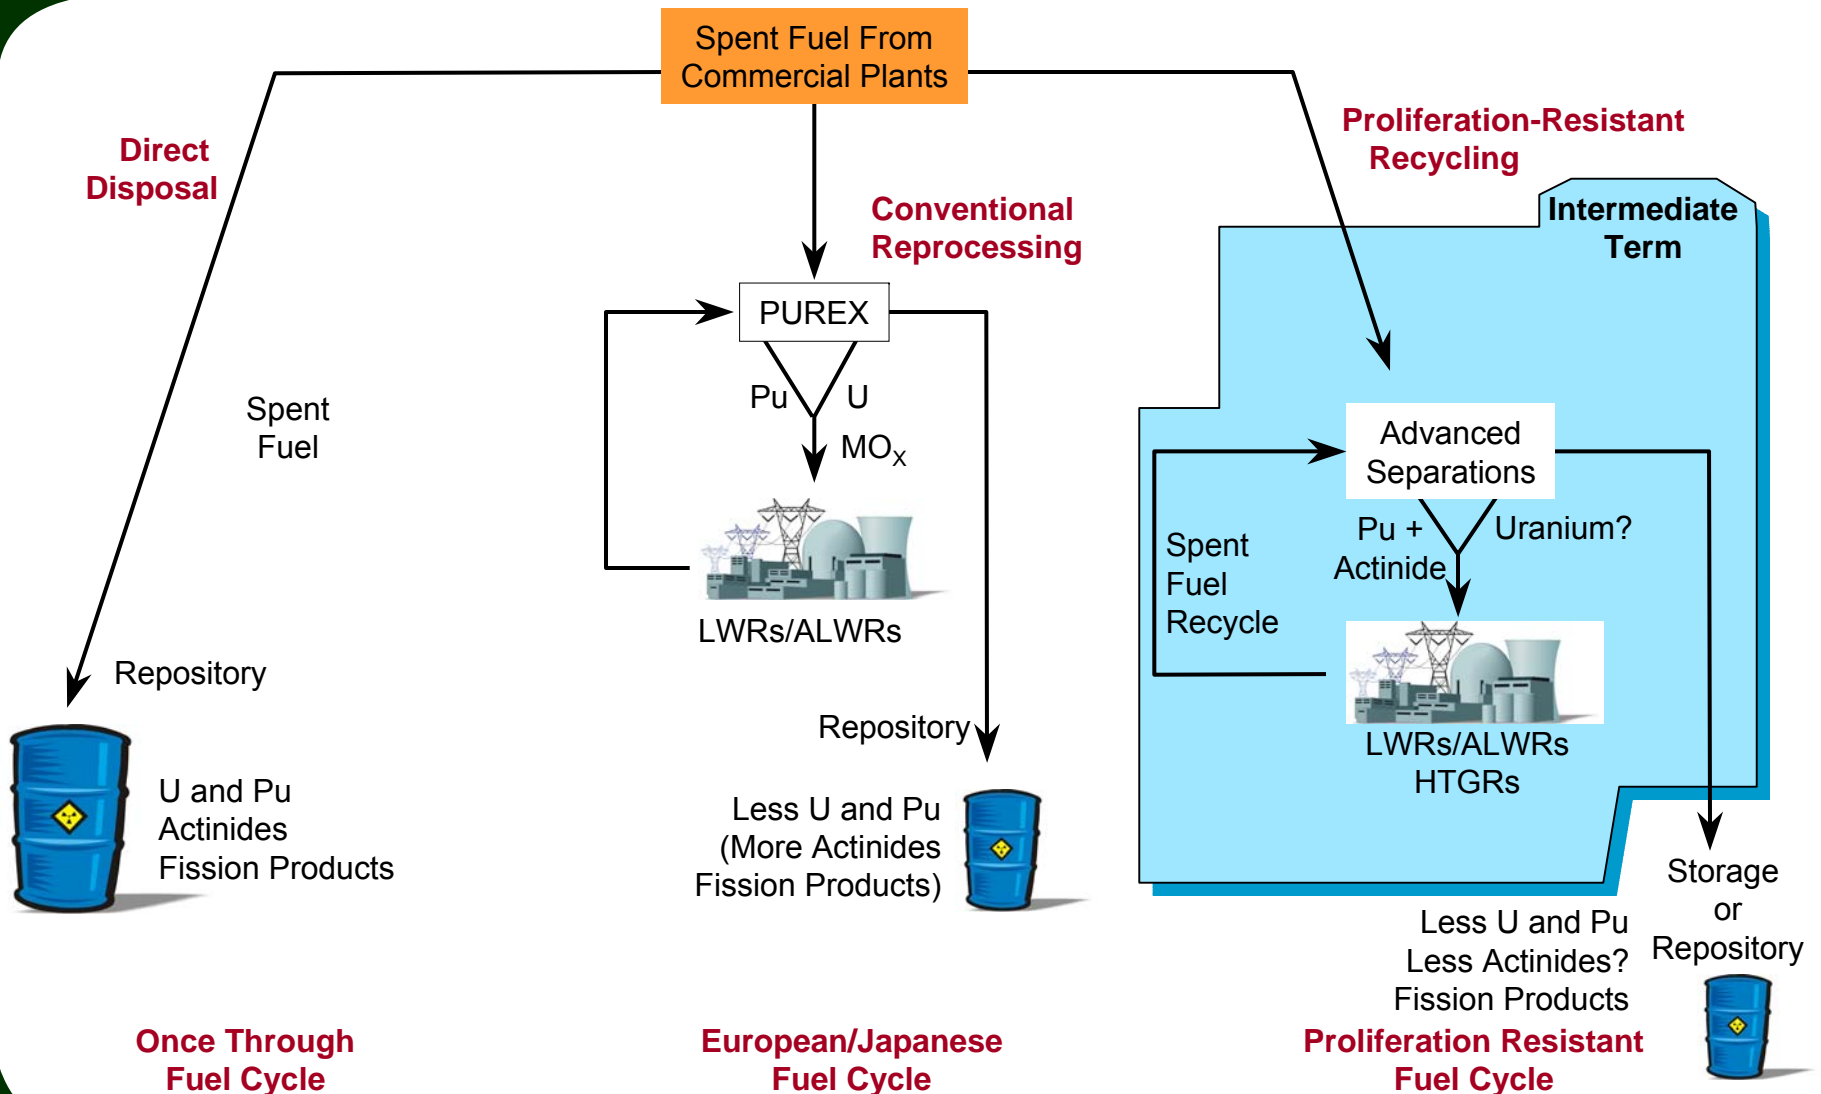 Spent Fuel From
Commercial Plants
Direct
Disposal
Spent
Fuel
Repository
U and Pu
Actinides
Fission Products
Once Through
Fuel Cycle
Conventional
Reprocessing
PUREX
Pu
U
MOX
LWRs/ALWRs
Repository
Less U and Pu
(More Actinides
Fission Products)
European/Japanese
Fuel Cycle
Proliferation-Resistant
Recycling
Intermediate
Term
Advanced
Separations
Pu +
Actinide
Uranium?
Spent
Fuel
Recycle
LWRs/ALWRs
HTGRs
Storage
or
Repository
Less U and Pu
Less Actinides?
Fission Products
Proliferation Resistant
Fuel Cycle